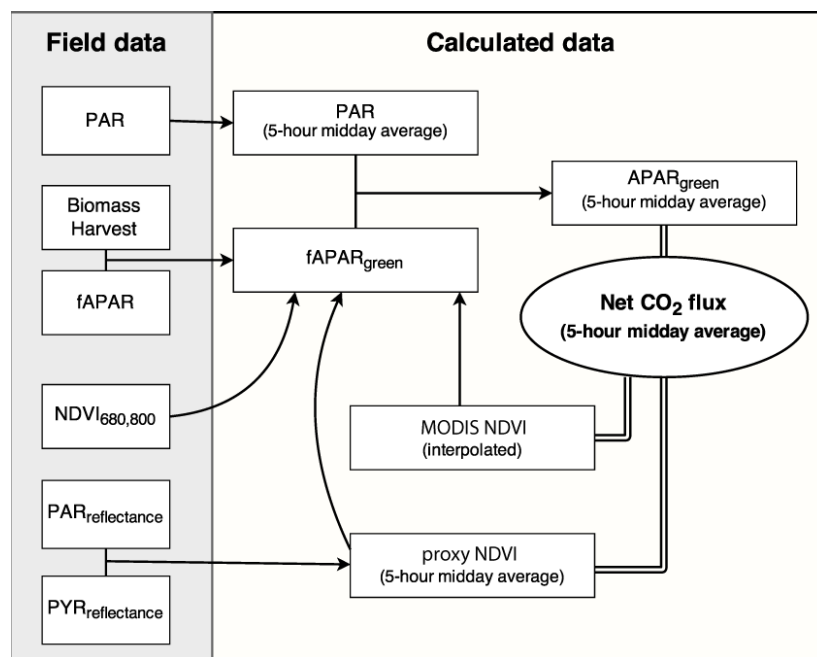 Field data
Calculated data
PAR
PAR
(5-hour midday average)
APAR_green
(5-hour midday average)
Biomass
Harvest
fAPAR
fAPAR_green
Net CO₂ flux
(5-hour midday average)
NDVI_680,800
MODIS NDVI
(interpolated)
PAR_reflectance
proxy NDVI
(5-hour midday average)
PYR_reflectance